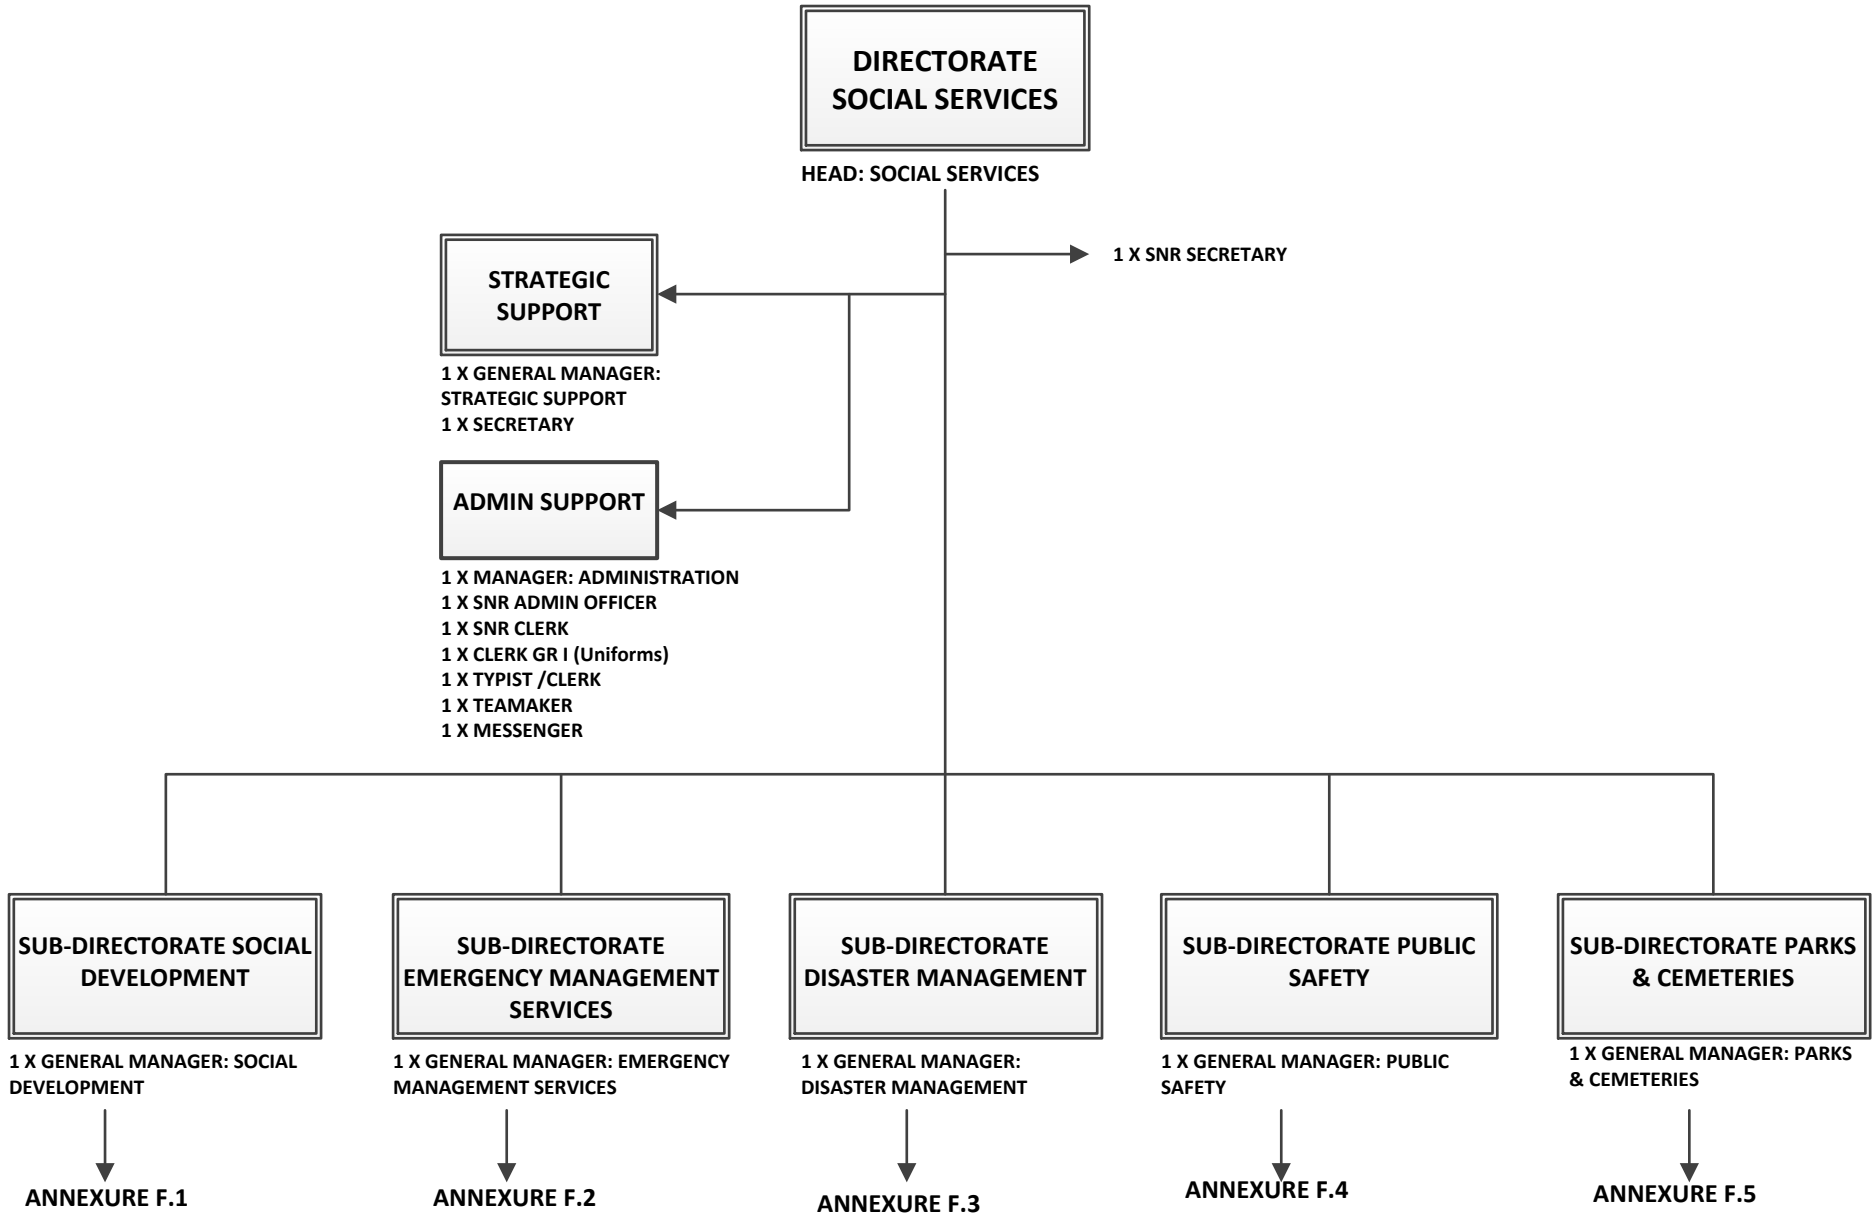 DIRECTORATE
SOCIAL SERVICES
HEAD: SOCIAL SERVICES
1 X SNR SECRETARY
STRATEGIC
SUPPORT
1 X GENERAL MANAGER:
STRATEGIC SUPPORT
1 X SECRETARY
ADMIN SUPPORT
1 X MANAGER: ADMINISTRATION
1 X SNR ADMIN OFFICER
1 X SNR CLERK
1 X CLERK GR I (Uniforms)
1 X TYPIST /CLERK
1 X TEAMAKER
1 X MESSENGER
SUB-DIRECTORATE SOCIAL
DEVELOPMENT
1 X GENERAL MANAGER: SOCIAL
DEVELOPMENT
ANNEXURE F.1
SUB-DIRECTORATE
EMERGENCY MANAGEMENT
SERVICES
1 X GENERAL MANAGER: EMERGENCY
MANAGEMENT SERVICES
ANNEXURE F.2
SUB-DIRECTORATE
DISASTER MANAGEMENT
1 X GENERAL MANAGER:
DISASTER MANAGEMENT
ANNEXURE F.3
SUB-DIRECTORATE PUBLIC
SAFETY
1 X GENERAL MANAGER: PUBLIC
SAFETY
ANNEXURE F.4
SUB-DIRECTORATE PARKS
& CEMETERIES
1 X GENERAL MANAGER: PARKS
& CEMETERIES
ANNEXURE F.5